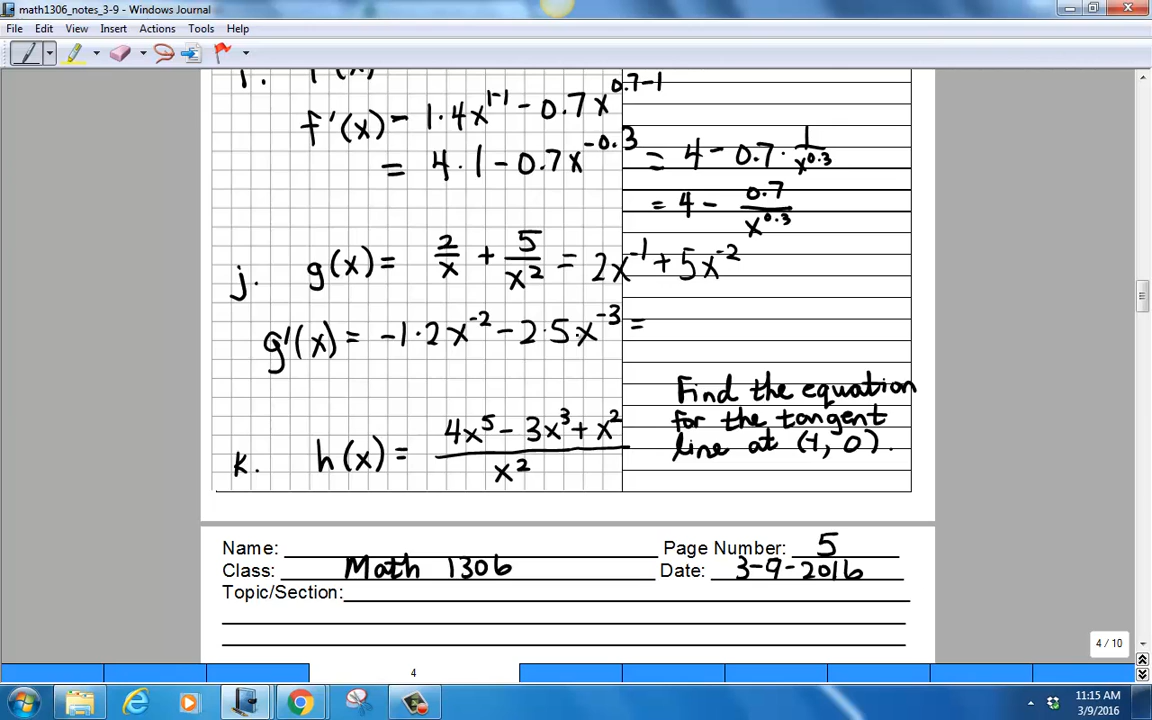 math1306_notes_3-9 - Windows Journal
File Edit View Insert Actions Tools Help
f'(x) = 1·4x^{1-1} - 0.7x^{0.7-1}
= 4·1 - 0.7x^{-0.3} = 4 - 0.7 · 1/x^{0.3}
= 4 - 0.7/x^{0.3}
j. g(x) = 2/x + 5/x^2 = 2x^{-1} + 5x^{-2}
g'(x) = -1·2x^{-2} - 2·5·x^{-3} =
Find the equation
for the tangent
line at (1, 0).
k. h(x) = (4x^5 - 3x^3 + x^2)/x^2
Name: Page Number: 5
Class: Math 1306 Date: 3-9-2016
Topic/Section:
4 / 10
4
11:15 AM
3/9/2016